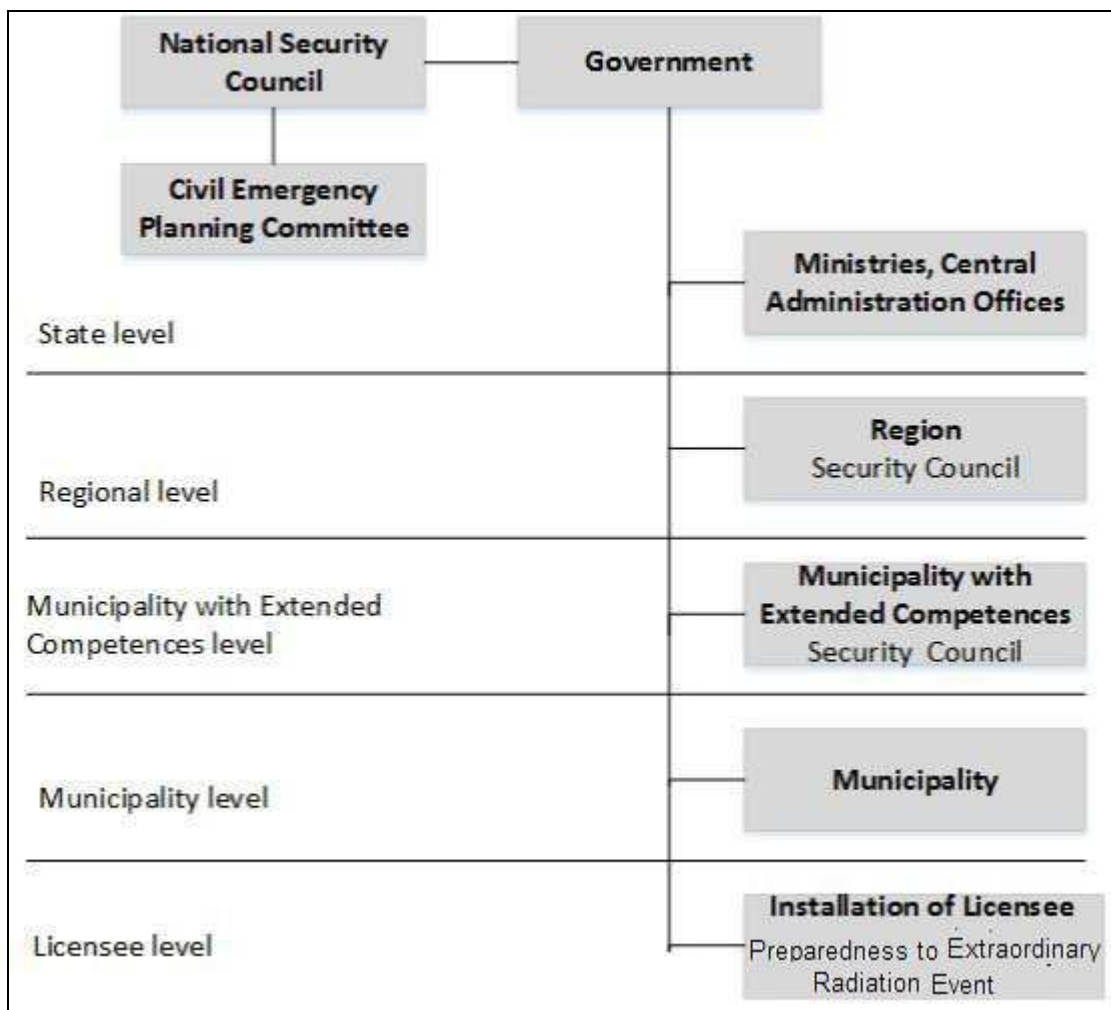 National Security
Council
Government
Civil Emergency
Planning Committee
Ministries, Central
Administration Offices
State level
Region
Security Council
Regional level
Municipality with
Extended Competences
Security Council
Municipality with Extended
Competences level
Municipality
Municipality level
Installation of Licensee
Preparedness to Extraordinary
Radiation Event
Licensee level